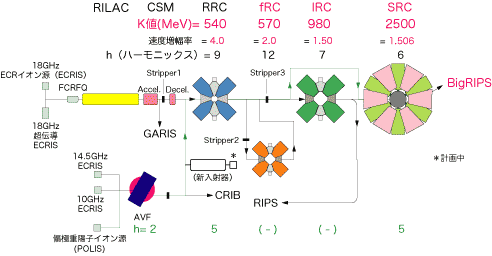 RILAC CSM RRC fRC IRC SRC
K値(MeV)= 540 570 980 2500
速度増幅率 = 4.0 = 2.0 = 1.50 = 1.506
h（ハーモニックス）= 9 12 7 6
18GHz
ECRイオン源（ECRIS）
FCRFQ
Stripper1
Stripper3
Accel.
Decel.
BigRIPS
18GHz
超伝導
ECRIS
GARIS
Stripper2
14.5GHz
ECRIS
*
(新入射器)
*計画中
10GHz
ECRIS
CRIB
RIPS
AVF
偏極重陽子イオン源
(POLIS)
h= 2 5 ( - ) ( - ) 5